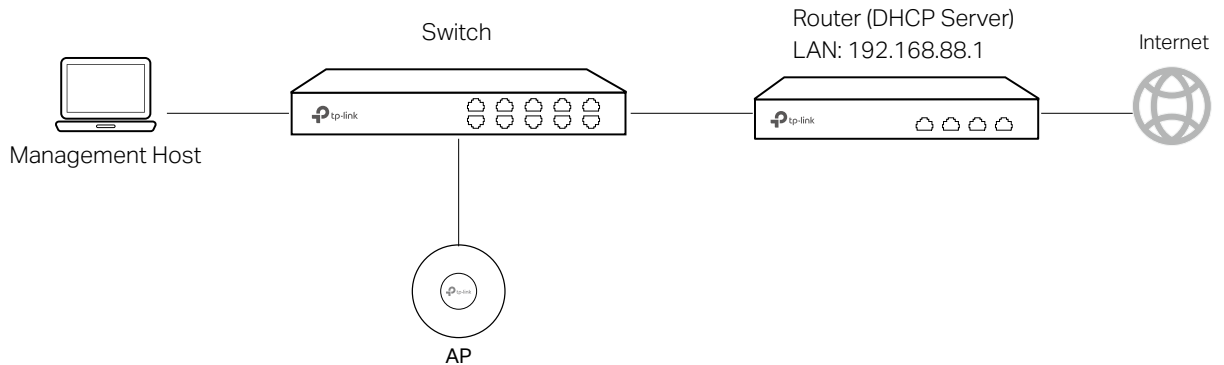 Switch
Router (DHCP Server)
LAN: 192.168.88.1
Internet
tp-link
tp-link
Management Host
tp-link
AP